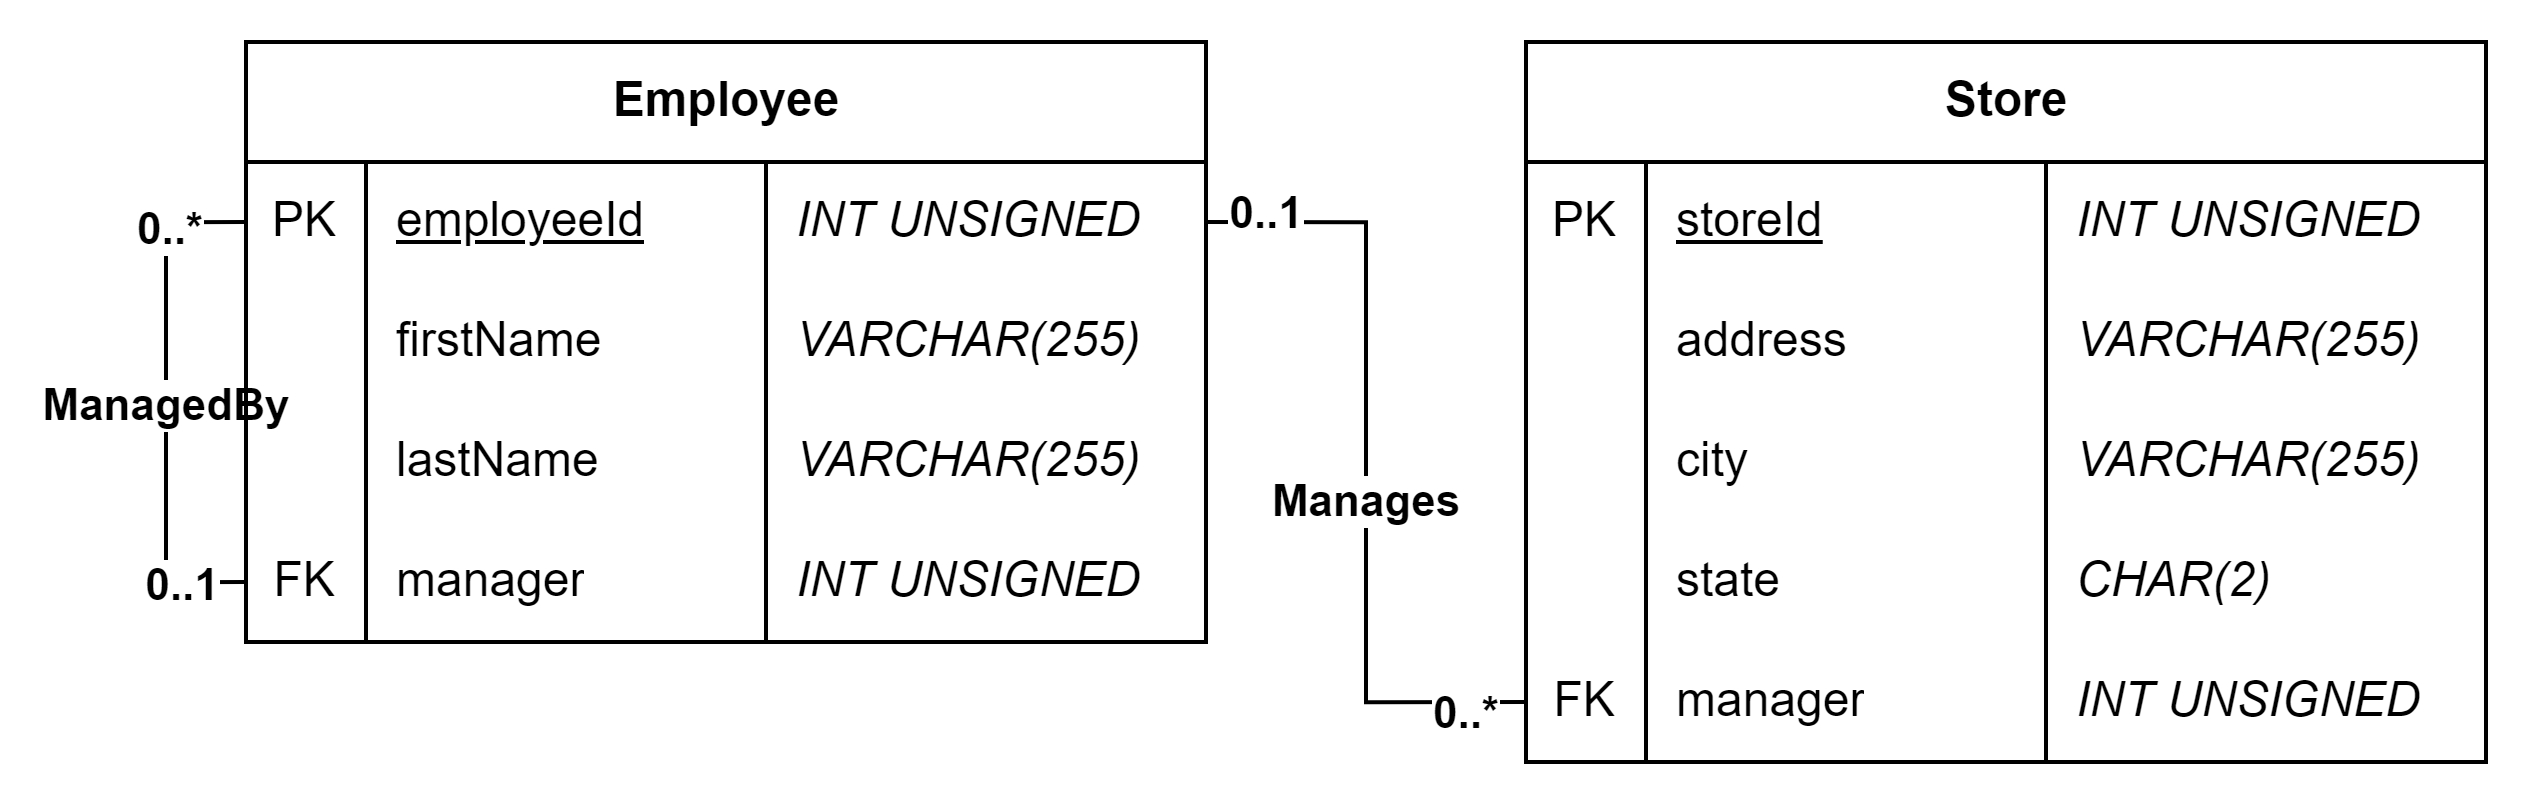 Employee
PK employeeId INT UNSIGNED
firstName VARCHAR(255)
lastName VARCHAR(255)
FK manager INT UNSIGNED
0..*
ManagedBy
0..1
0..1
Manages
0..*
Store
PK storeId INT UNSIGNED
address VARCHAR(255)
city VARCHAR(255)
state CHAR(2)
FK manager INT UNSIGNED